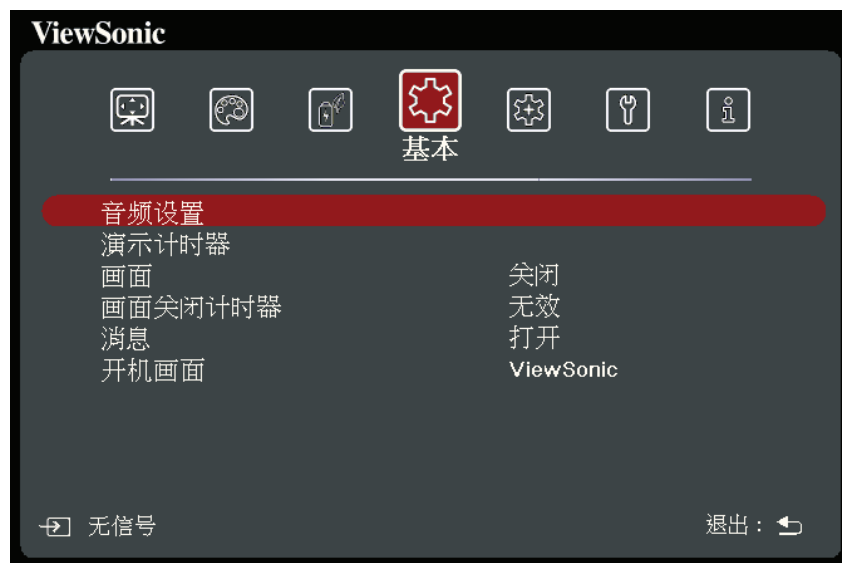 ViewSonic
基本
音频设置
演示计时器
画面 关闭
画面关闭计时器 无效
消息 打开
开机画面 ViewSonic
无信号 退出：